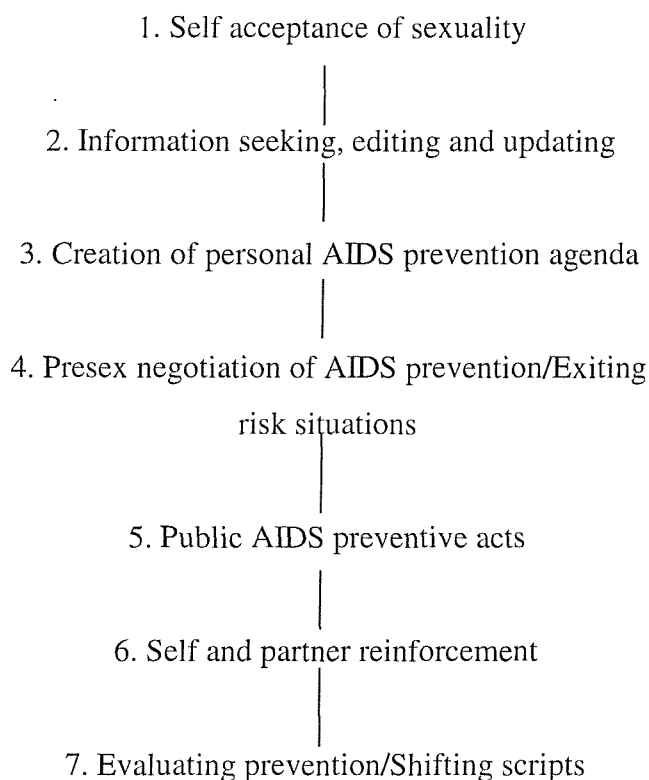 1. Self acceptance of sexuality
2. Information seeking, editing and updating
3. Creation of personal AIDS prevention agenda
4. Presex negotiation of AIDS prevention/Exiting
risk situations
5. Public AIDS preventive acts
6. Self and partner reinforcement
7. Evaluating prevention/Shifting scripts